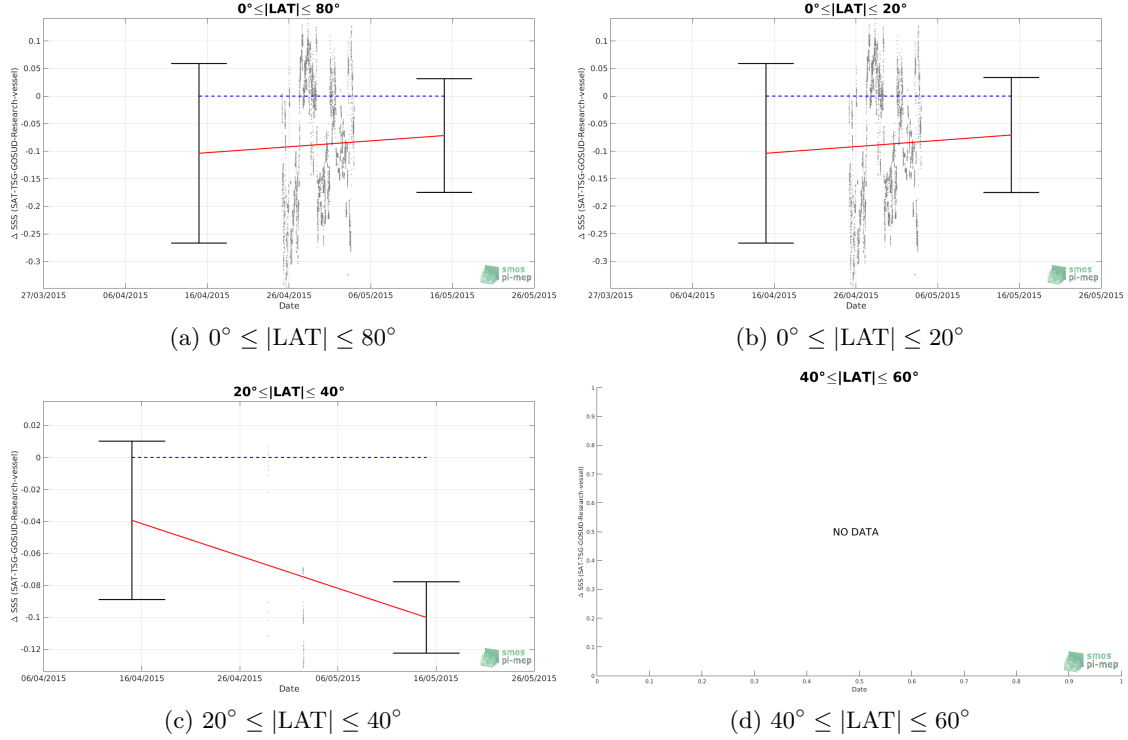 0°≤|LAT|≤ 80°
Δ SSS (SAT-TSG-GOSUD-Research-vessel)
0.1
0.05
0
-0.05
-0.1
-0.15
-0.2
-0.25
-0.3
27/03/2015 06/04/2015 16/04/2015 26/04/2015 06/05/2015 16/05/2015 26/05/2015
Date
smos
pi-mep
(a) 0° ≤ |LAT| ≤ 80°
0°≤|LAT|≤ 20°
Δ SSS (SAT-TSG-GOSUD-Research-vessel)
0.1
0.05
0
-0.05
-0.1
-0.15
-0.2
-0.25
-0.3
27/03/2015 06/04/2015 16/04/2015 26/04/2015 06/05/2015 16/05/2015 26/05/2015
Date
smos
pi-mep
(b) 0° ≤ |LAT| ≤ 20°
20°≤|LAT|≤ 40°
Δ SSS (SAT-TSG-GOSUD-Research-vessel)
0.02
0
-0.02
-0.04
-0.06
-0.08
-0.1
-0.12
06/04/2015 16/04/2015 26/04/2015 06/05/2015 16/05/2015 26/05/2015
Date
smos
pi-mep
(c) 20° ≤ |LAT| ≤ 40°
40°≤|LAT|≤ 60°
Δ SSS (SAT-TSG-GOSUD-Research-vessel)
1
0.9
0.8
0.7
0.6
0.5
0.4
0.3
0.2
0.1
0
NO DATA
0 0.1 0.2 0.3 0.4 0.5 0.6 0.7 0.8 0.9 1
Date
smos
pi-mep
(d) 40° ≤ |LAT| ≤ 60°